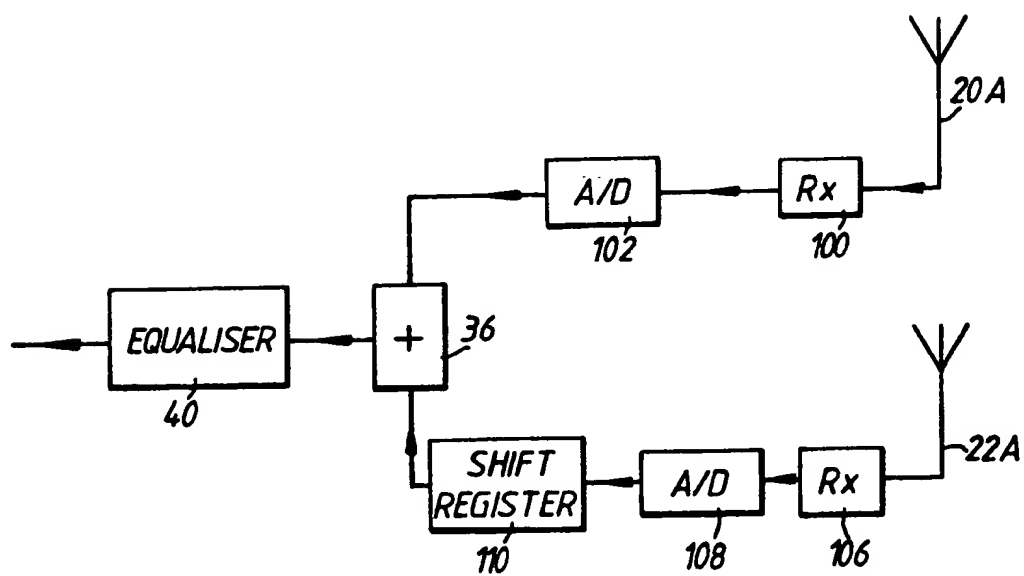 20A
A/D
Rx
102
100
EQUALISER
+
36
40
22A
SHIFT
REGISTER
A/D
Rx
110
108
106